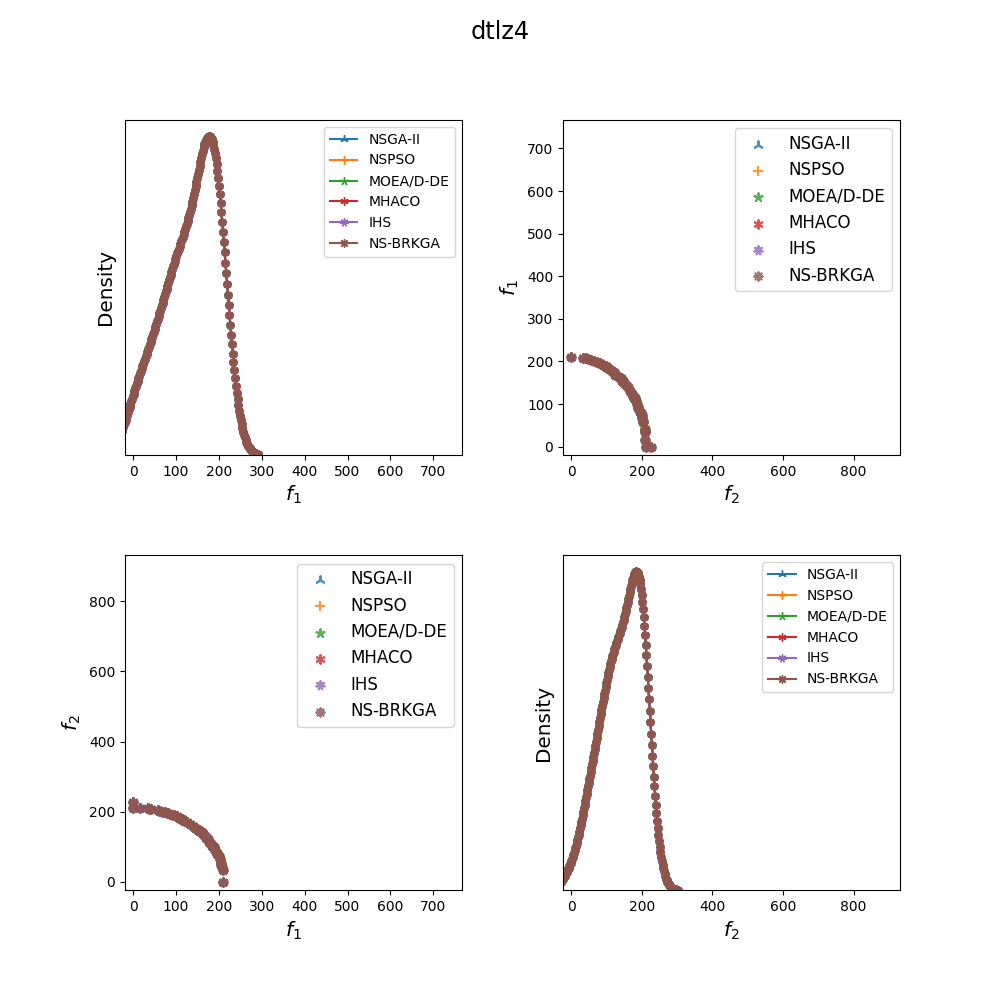 dtlz4
Density
NSGA-II
NSPSO
MOEA/D-DE
MHACO
IHS
NS-BRKGA
0 100 200 300 400 500 600 700
f1
f1
700
600
500
400
300
200
100
0
NSGA-II
NSPSO
MOEA/D-DE
MHACO
IHS
NS-BRKGA
0 200 400 600 800
f2
f2
800
600
400
200
0
NSGA-II
NSPSO
MOEA/D-DE
MHACO
IHS
NS-BRKGA
0 100 200 300 400 500 600 700
f1
Density
NSGA-II
NSPSO
MOEA/D-DE
MHACO
IHS
NS-BRKGA
0 200 400 600 800
f2